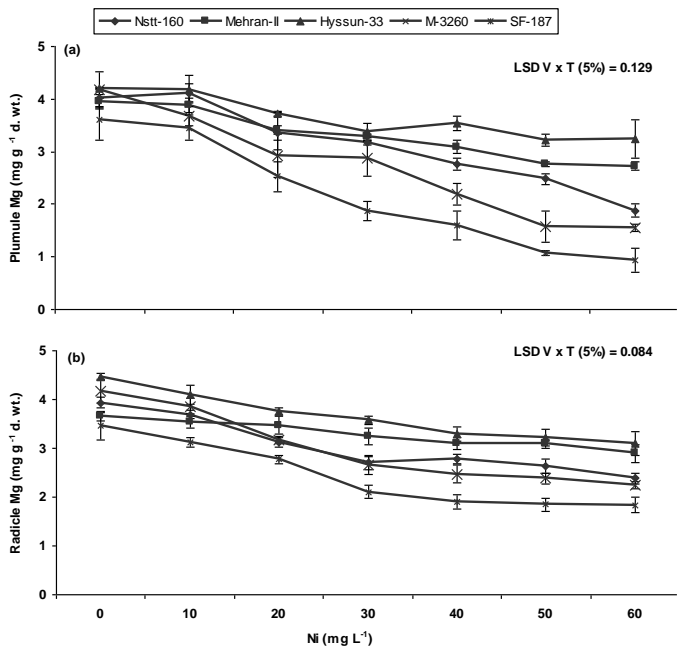 Nstt-160 Mehran-II Hyssun-33 M-3260 SF-187
(a)
LSD V x T (5%) = 0.129
Plumule Mg (mg g⁻¹ d. wt.)
5
4
3
2
1
0
(b)
LSD V x T (5%) = 0.084
Radicle Mg (mg g⁻¹ d. wt.)
5
4
3
2
1
0
0 10 20 30 40 50 60
Ni (mg L⁻¹)